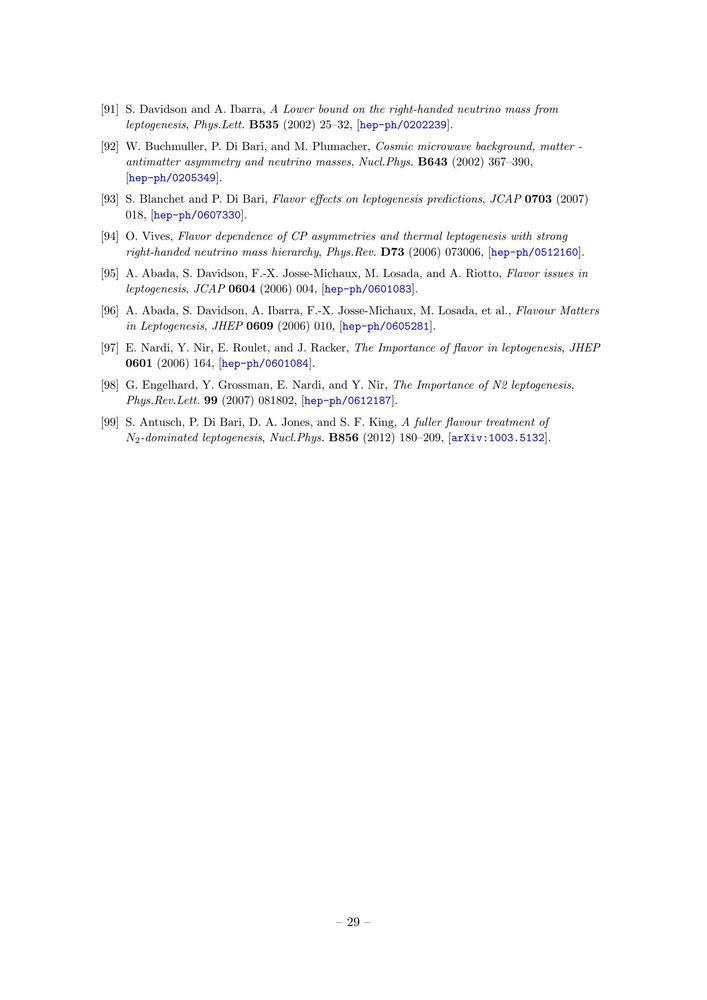 [91] S. Davidson and A. Ibarra, A Lower bound on the right-handed neutrino mass from
leptogenesis, Phys.Lett. B535 (2002) 25–32, [hep-ph/0202239].
[92] W. Buchmuller, P. Di Bari, and M. Plumacher, Cosmic microwave background, matter -
antimatter asymmetry and neutrino masses, Nucl.Phys. B643 (2002) 367–390,
[hep-ph/0205349].
[93] S. Blanchet and P. Di Bari, Flavor effects on leptogenesis predictions, JCAP 0703 (2007)
018, [hep-ph/0607330].
[94] O. Vives, Flavor dependence of CP asymmetries and thermal leptogenesis with strong
right-handed neutrino mass hierarchy, Phys.Rev. D73 (2006) 073006, [hep-ph/0512160].
[95] A. Abada, S. Davidson, F.-X. Josse-Michaux, M. Losada, and A. Riotto, Flavor issues in
leptogenesis, JCAP 0604 (2006) 004, [hep-ph/0601083].
[96] A. Abada, S. Davidson, A. Ibarra, F.-X. Josse-Michaux, M. Losada, et al., Flavour Matters
in Leptogenesis, JHEP 0609 (2006) 010, [hep-ph/0605281].
[97] E. Nardi, Y. Nir, E. Roulet, and J. Racker, The Importance of flavor in leptogenesis, JHEP
0601 (2006) 164, [hep-ph/0601084].
[98] G. Engelhard, Y. Grossman, E. Nardi, and Y. Nir, The Importance of N2 leptogenesis,
Phys.Rev.Lett. 99 (2007) 081802, [hep-ph/0612187].
[99] S. Antusch, P. Di Bari, D. A. Jones, and S. F. King, A fuller flavour treatment of
N₂-dominated leptogenesis, Nucl.Phys. B856 (2012) 180–209, [arXiv:1003.5132].
– 29 –